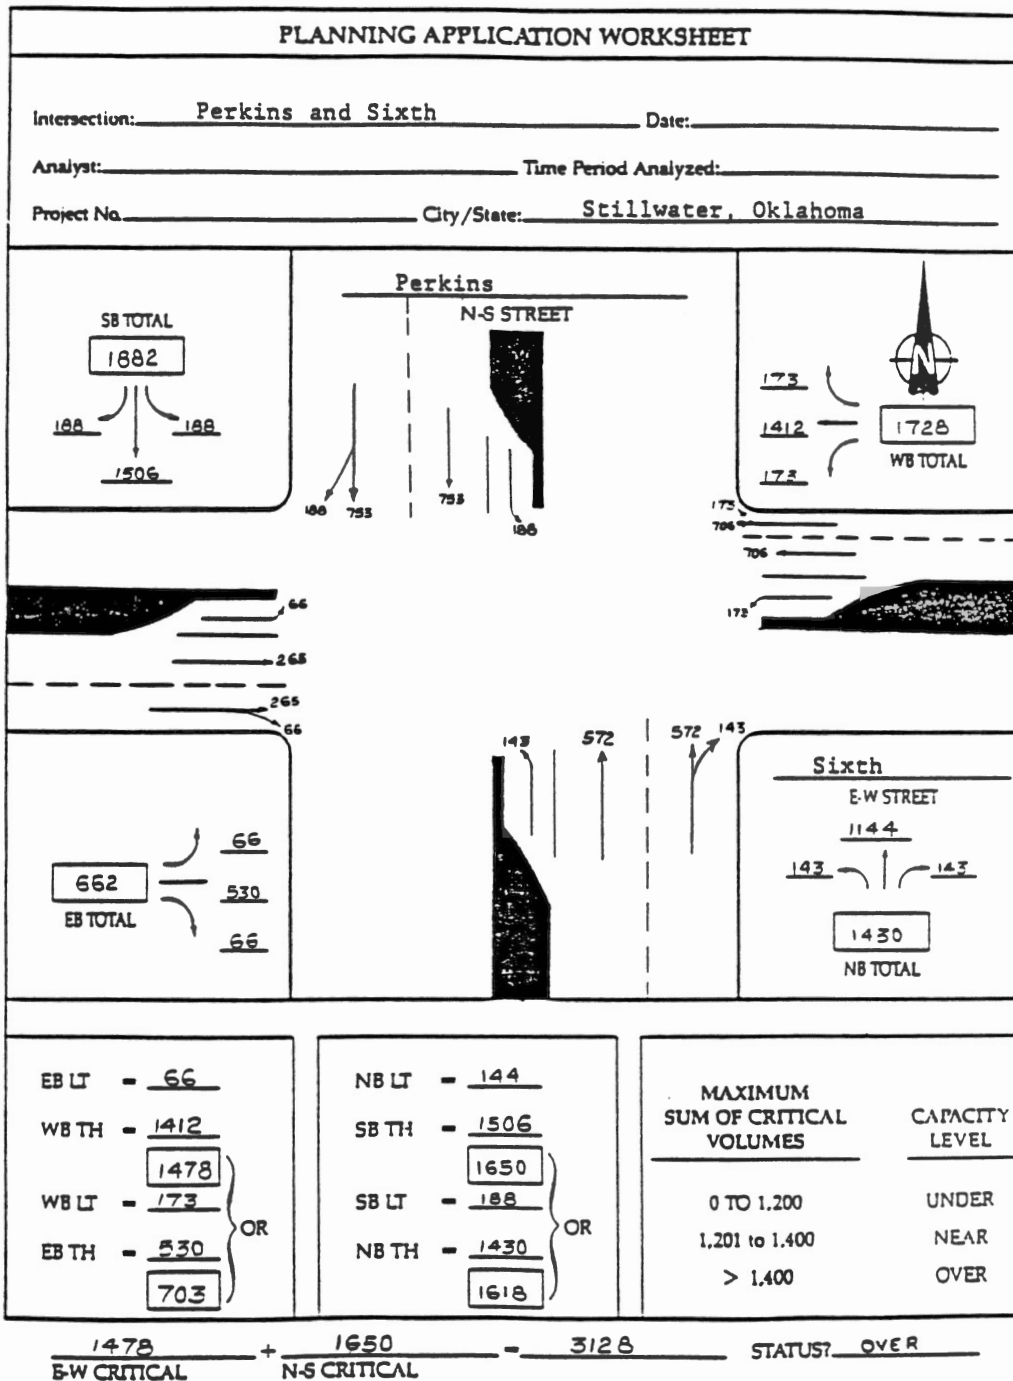 PLANNING APPLICATION WORKSHEET
Intersection: Perkins and Sixth Date:
Analyst: Time Period Analyzed:
Project No. City/State: Stillwater, Oklahoma
SB TOTAL
1882
188 188
1506
Perkins
N-S STREET
188 753 753 188
N
173
1412 1728
WB TOTAL
173
173
706
706
173
66
265
265
66
143 572 572 143
66
662 530
EB TOTAL
66
Sixth
E-W STREET
1144
143 143
1430
NB TOTAL
EB LT = 66
WB TH = 1412
1478
WB LT = 173
OR
EB TH = 530
703
NB LT = 144
SB TH = 1506
1650
SB LT = 188
OR
NB TH = 1430
1618
MAXIMUM
SUM OF CRITICAL CAPACITY
VOLUMES LEVEL
0 TO 1,200 UNDER
1,201 to 1,400 NEAR
> 1,400 OVER
1478 + 1650 = 3128 STATUS? OVER
E-W CRITICAL N-S CRITICAL